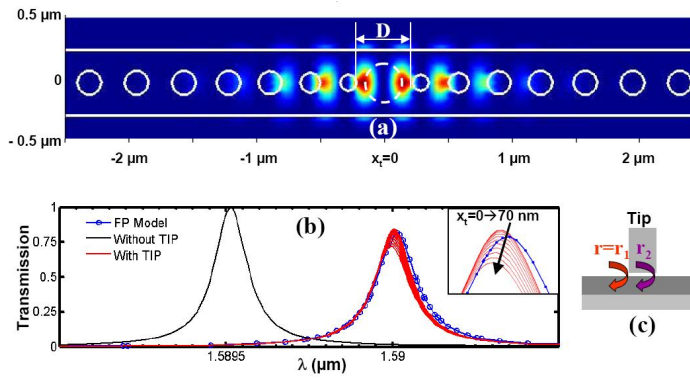 0.5 µm
D
0
(a)
- 0.5 µm
-2 µm
-1 µm
xt=0
1 µm
2 µm
Transmission
1
0.75
0.5
0.25
0
FP Model
Without TIP
With TIP
(b)
xt=0→70 nm
1.5895
1.59
λ (µm)
Tip
r=r1
r2
(c)